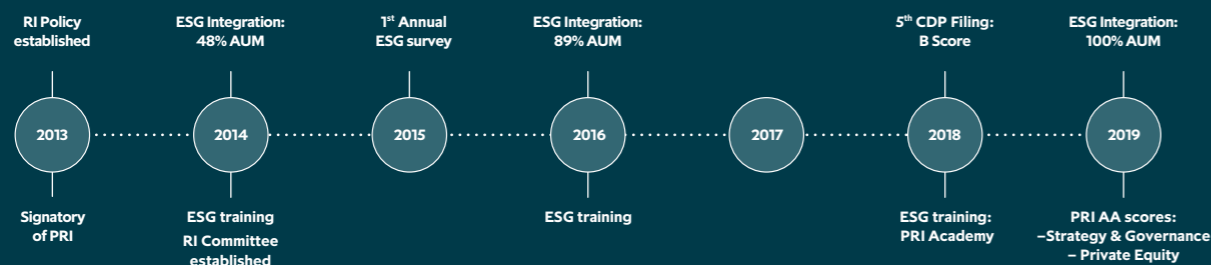 RI Policy
established
ESG Integration:
48% AUM
1st Annual
ESG survey
ESG Integration:
89% AUM
5th CDP Filing:
B Score
ESG Integration:
100% AUM
2013
2014
2015
2016
2017
2018
2019
Signatory
of PRI
ESG training
RI Committee
established
ESG training
ESG training:
PRI Academy
PRI AA scores:
–Strategy & Governance
– Private Equity